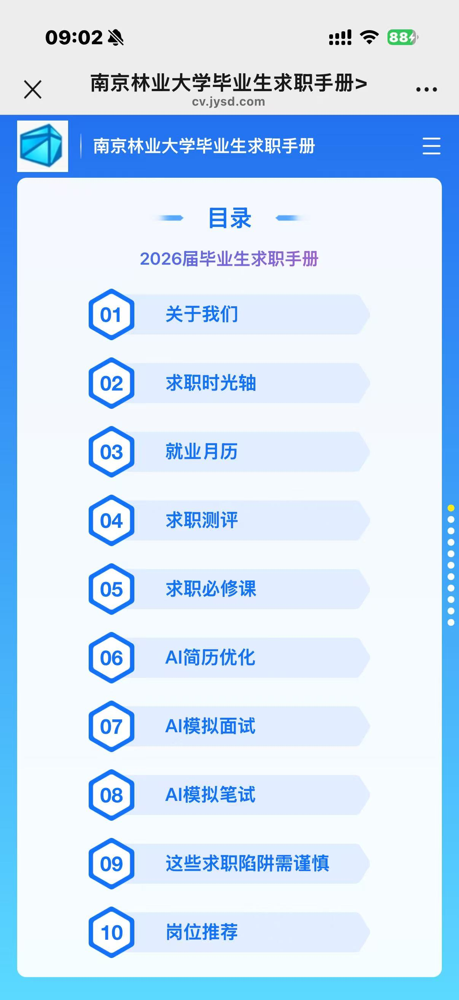 09:02
88
南京林业大学毕业生求职手册>
cv.jysd.com
南京林业大学毕业生求职手册
目录
2026届毕业生求职手册
01 关于我们
02 求职时光轴
03 就业月历
04 求职测评
05 求职必修课
06 AI简历优化
07 AI模拟面试
08 AI模拟笔试
09 这些求职陷阱需谨慎
10 岗位推荐